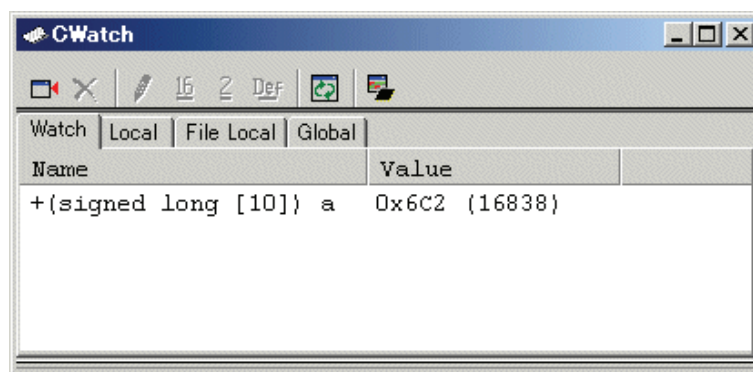 CWatch
16 2 Def
Watch Local File Local Global
Name Value
+(signed long [10]) a 0x6C2 (16838)